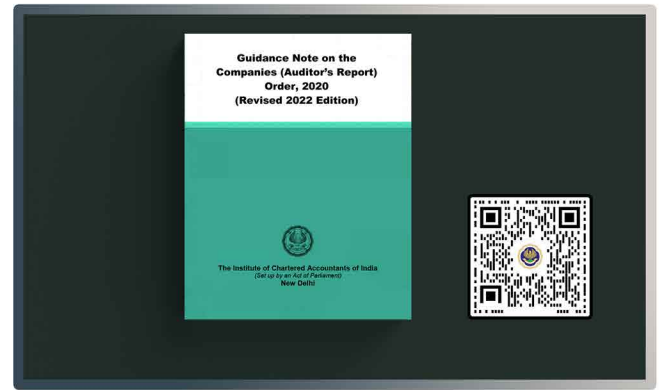 Guidance Note on the
Companies (Auditor's Report)
Order, 2020
(Revised 2022 Edition)
The Institute of Chartered Accountants of India
(Set up by an Act of Parliament)
New Delhi